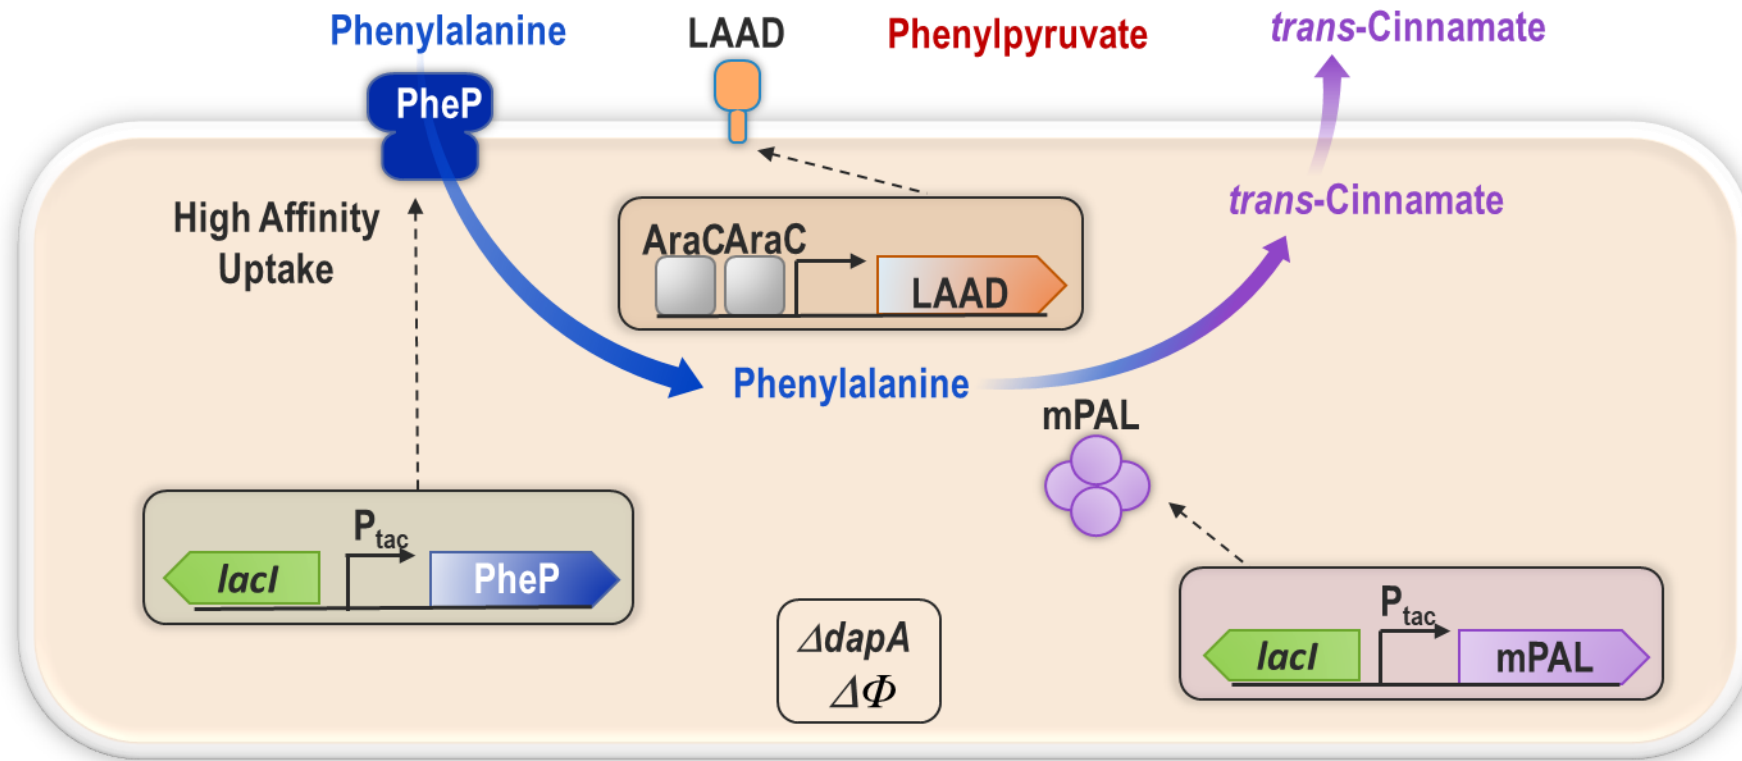 Phenylalanine
LAAD
Phenylpyruvate
trans-Cinnamate
PheP
High Affinity
Uptake
AraCAraC
LAAD
trans-Cinnamate
Phenylalanine
mPAL
Ptac
lacI
PheP
ΔdapA
ΔΦ
Ptac
lacI
mPAL